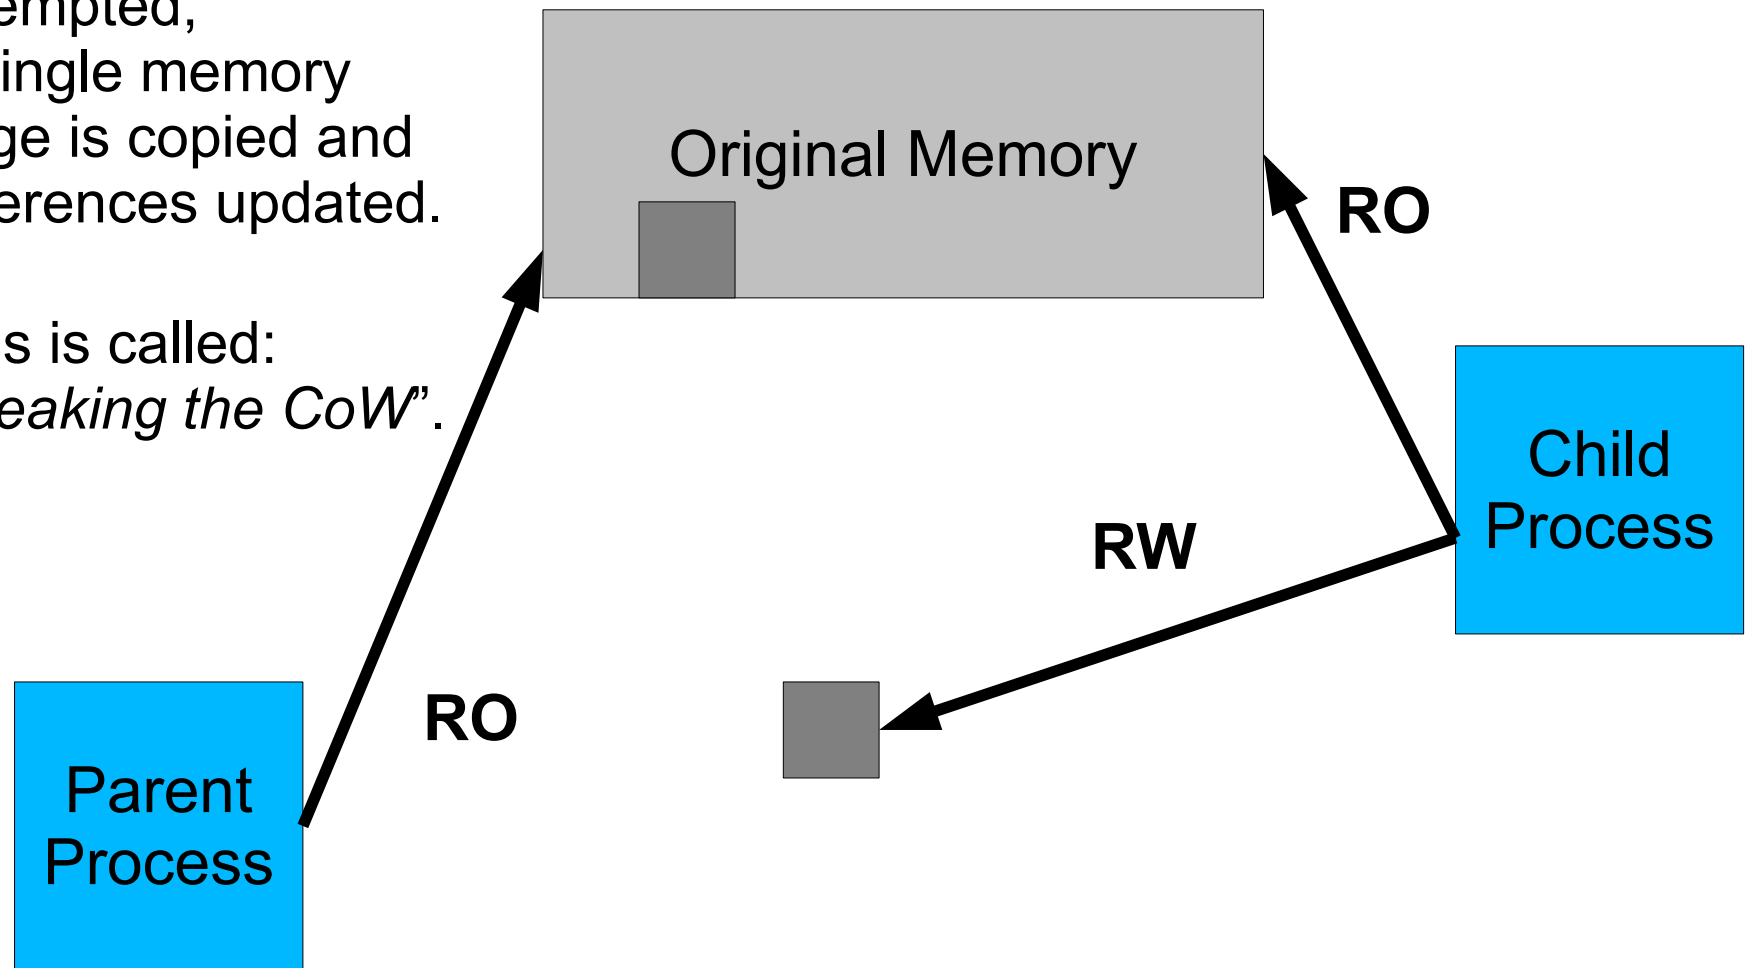 empted,
ingle memory
ge is copied and
erences updated.
s is called:
eaking the CoW”.
Original Memory
RO
Child
Process
RW
RO
Parent
Process